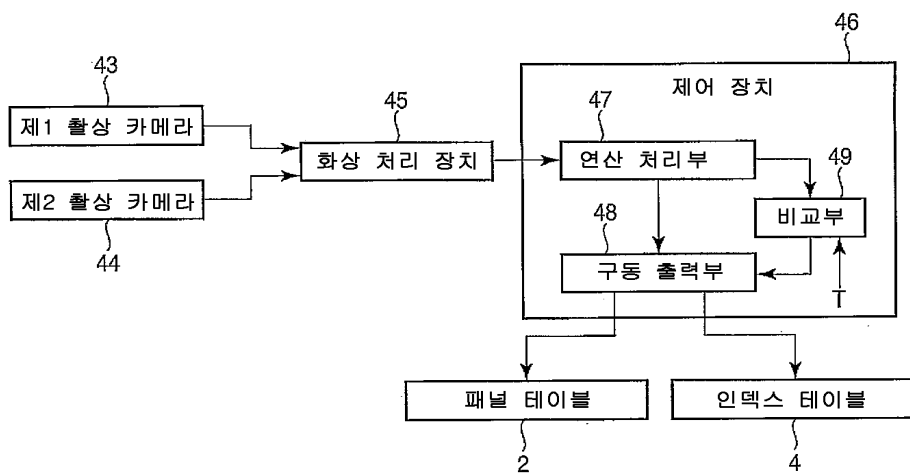 46
43
제어 장치
45
47
제1 촬상 카메라
49
화상 처리 장치
연산 처리부
제2 촬상 카메라
48
비교부
44
구동 출력부
T
패널 테이블
인덱스 테이블
2
4